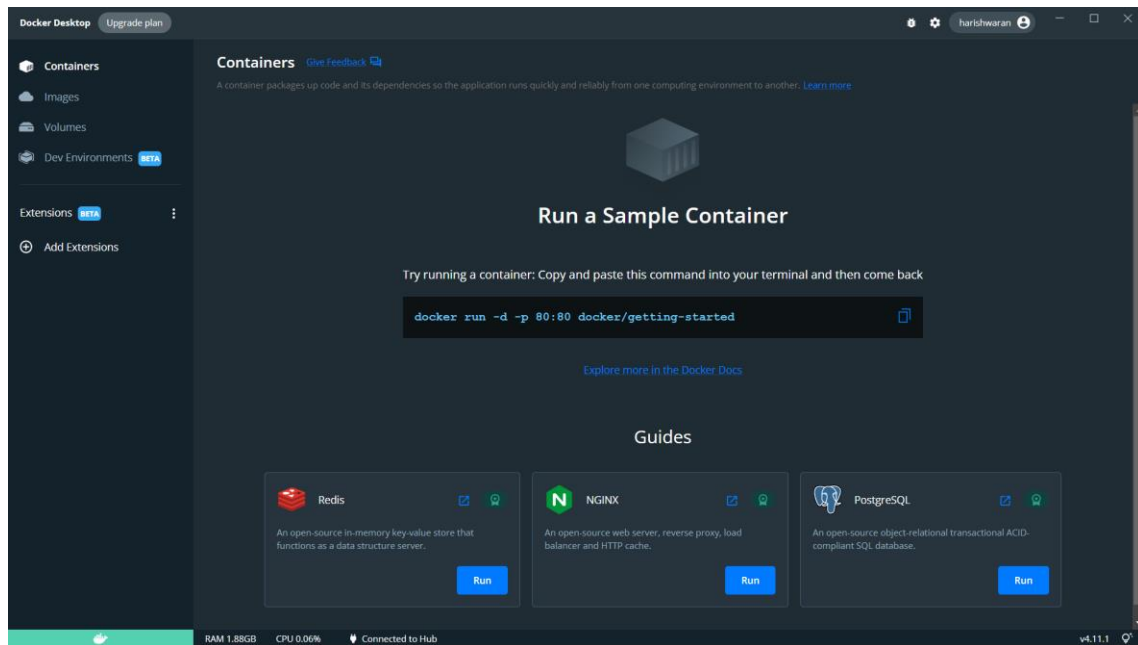 Docker Desktop Upgrade plan harishwaran
Containers
Images
Volumes
Dev Environments BETA
Extensions BETA
Add Extensions
Containers Give Feedback
A container packages up code and its dependencies so the application runs quickly and reliably from one computing environment to another. Learn more
Run a Sample Container
Try running a container: Copy and paste this command into your terminal and then come back
docker run -d -p 80:80 docker/getting-started
Explore more in the Docker Docs
Guides
Redis
An open-source in-memory key-value store that
functions as a data structure server.
Run
N NGINX
An open-source web server, reverse proxy, load
balancer and HTTP cache.
Run
PostgreSQL
An open-source object-relational transactional ACID-
compliant SQL database.
Run
RAM 1.88GB CPU 0.06% Connected to Hub v4.11.1